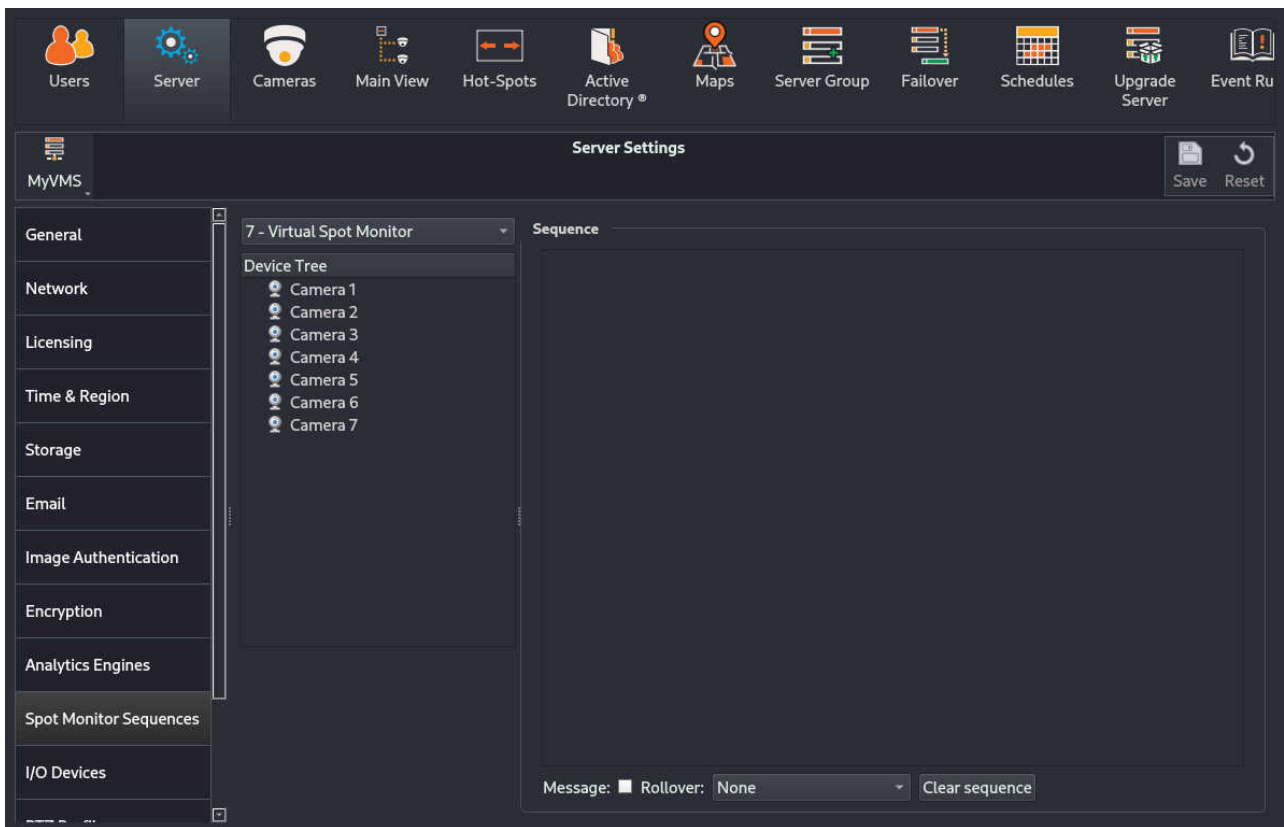 Users
Server
Cameras
Main View
Hot-Spots
Active
Directory ®
Maps
Server Group
Failover
Schedules
Upgrade
Server
Event Ru
MyVMS
Server Settings
Save
Reset
General
Network
Licensing
Time & Region
Storage
Email
Image Authentication
Encryption
Analytics Engines
Spot Monitor Sequences
I/O Devices
7 - Virtual Spot Monitor
Device Tree
Camera 1
Camera 2
Camera 3
Camera 4
Camera 5
Camera 6
Camera 7
Sequence
Message: Rollover: None
Clear sequence